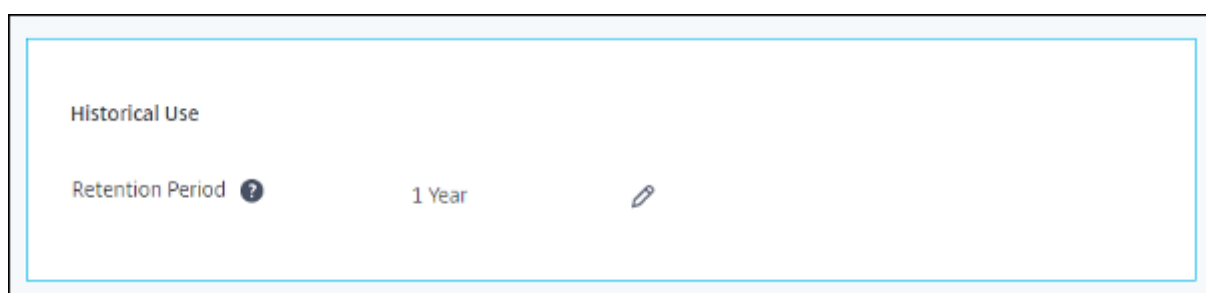 Historical Use
Retention Period ? 1 Year